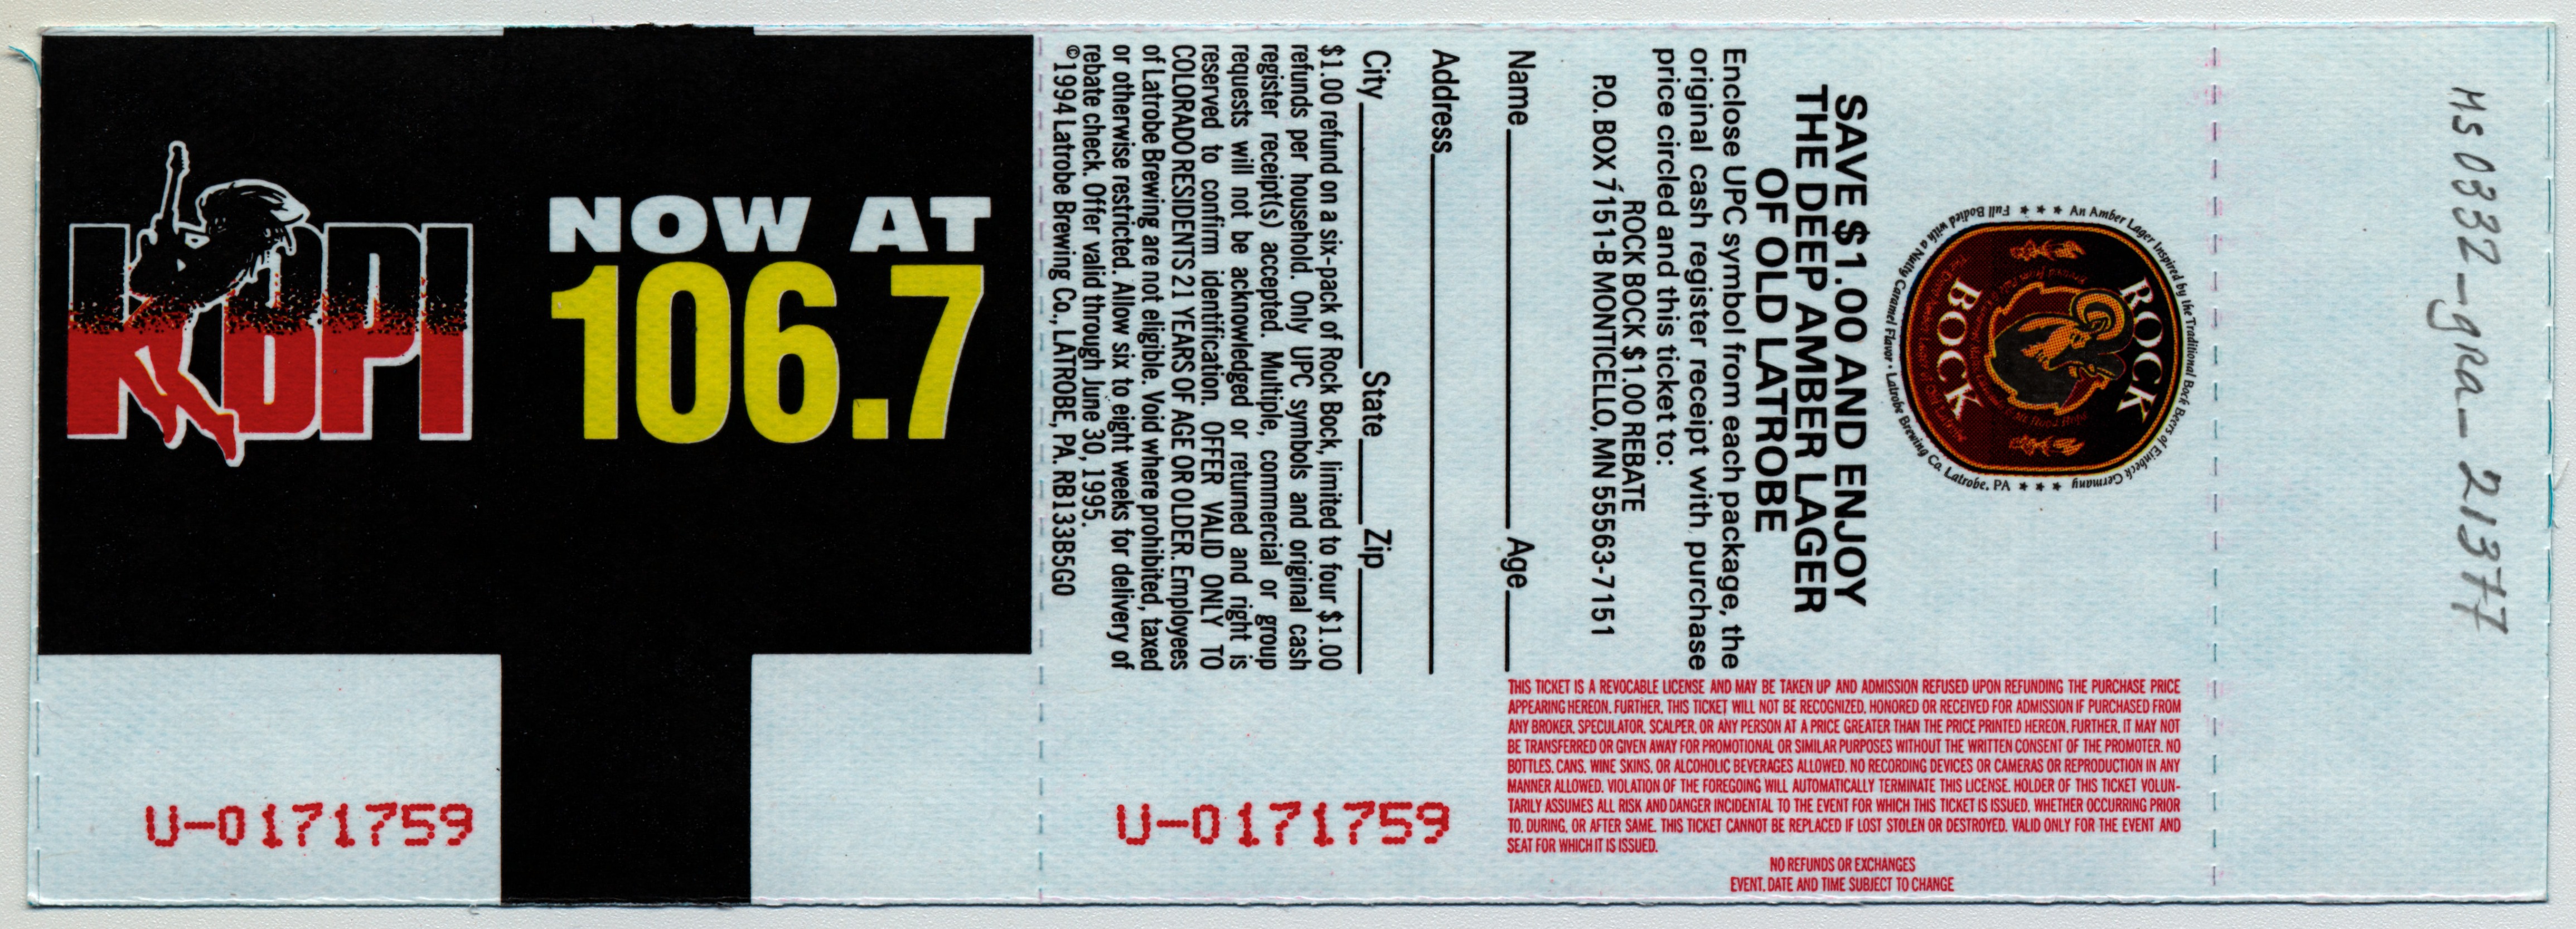 KBPI
NOW AT
106.7
U-0171759
ROCK
BOCK
An Amber Lager Inspired by the Traditional Bock Beers of Einbeck Germany ★ ★ ★
Full Bodied with a Nutty Caramel Flavor • Latrobe Brewing Co. Latrobe, PA ★ ★ ★
SAVE $1.00 AND ENJOY
THE DEEP AMBER LAGER
OF OLD LATROBE
Enclose UPC symbol from each package, the
original cash register receipt with purchase
price circled and this ticket to:
ROCK BOCK $1.00 REBATE
P.O. BOX 7151-B MONTICELLO, MN 55563-7151
Name Age
Address
City State Zip
$1.00 refund on a six-pack of Rock Bock, limited to four $1.00
refunds per household. Only UPC symbols and original cash
register receipt(s) accepted. Multiple, commercial or group
requests will not be acknowledged or returned and right is
reserved to confirm identification. OFFER VALID ONLY TO
COLORADO RESIDENTS 21 YEARS OF AGE OR OLDER. Employees
of Latrobe Brewing are not eligible. Void where prohibited, taxed
or otherwise restricted. Allow six to eight weeks for delivery of
rebate check. Offer valid through June 30, 1995.
©1994 Latrobe Brewing Co., LATROBE, PA. RB133B5G0
U-0171759
THIS TICKET IS A REVOCABLE LICENSE AND MAY BE TAKEN UP AND ADMISSION REFUSED UPON REFUNDING THE PURCHASE PRICE
APPEARING HEREON. FURTHER, THIS TICKET WILL NOT BE RECOGNIZED, HONORED OR RECEIVED FOR ADMISSION IF PURCHASED FROM
ANY BROKER, SPECULATOR, SCALPER, OR ANY PERSON AT A PRICE GREATER THAN THE PRICE PRINTED HEREON. FURTHER, IT MAY NOT
BE TRANSFERRED OR GIVEN AWAY FOR PROMOTIONAL OR SIMILAR PURPOSES WITHOUT THE WRITTEN CONSENT OF THE PROMOTER. NO
BOTTLES, CANS, WINE SKINS, OR ALCOHOLIC BEVERAGES ALLOWED. NO RECORDING DEVICES OR CAMERAS OR REPRODUCTION IN ANY
MANNER ALLOWED. VIOLATION OF THE FOREGOING WILL AUTOMATICALLY TERMINATE THIS LICENSE. HOLDER OF THIS TICKET VOLUN-
TARILY ASSUMES ALL RISK AND DANGER INCIDENTAL TO THE EVENT FOR WHICH THIS TICKET IS ISSUED, WHETHER OCCURRING PRIOR
TO, DURING, OR AFTER SAME. THIS TICKET CANNOT BE REPLACED IF LOST STOLEN OR DESTROYED. VALID ONLY FOR THE EVENT AND
SEAT FOR WHICH IT IS ISSUED.
NO REFUNDS OR EXCHANGES
EVENT, DATE AND TIME SUBJECT TO CHANGE
MS 0332-gra-21377